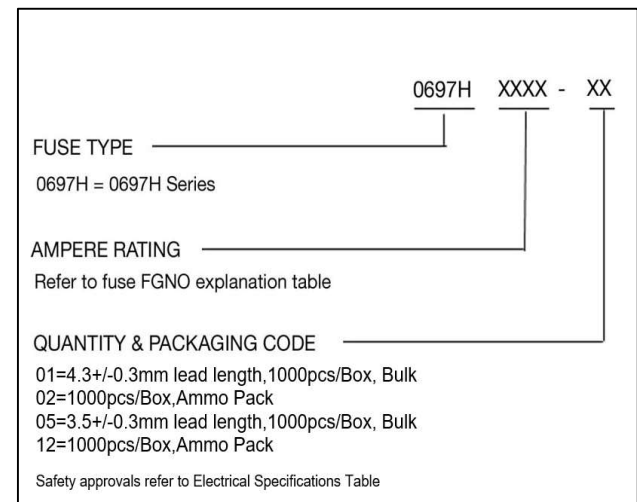 0697H XXXX - XX
FUSE TYPE
0697H = 0697H Series
AMPERE RATING
Refer to fuse FGNO explanation table
QUANTITY & PACKAGING CODE
01=4.3+/-0.3mm lead length,1000pcs/Box, Bulk
02=1000pcs/Box,Ammo Pack
05=3.5+/-0.3mm lead length,1000pcs/Box, Bulk
12=1000pcs/Box,Ammo Pack
Safety approvals refer to Electrical Specifications Table